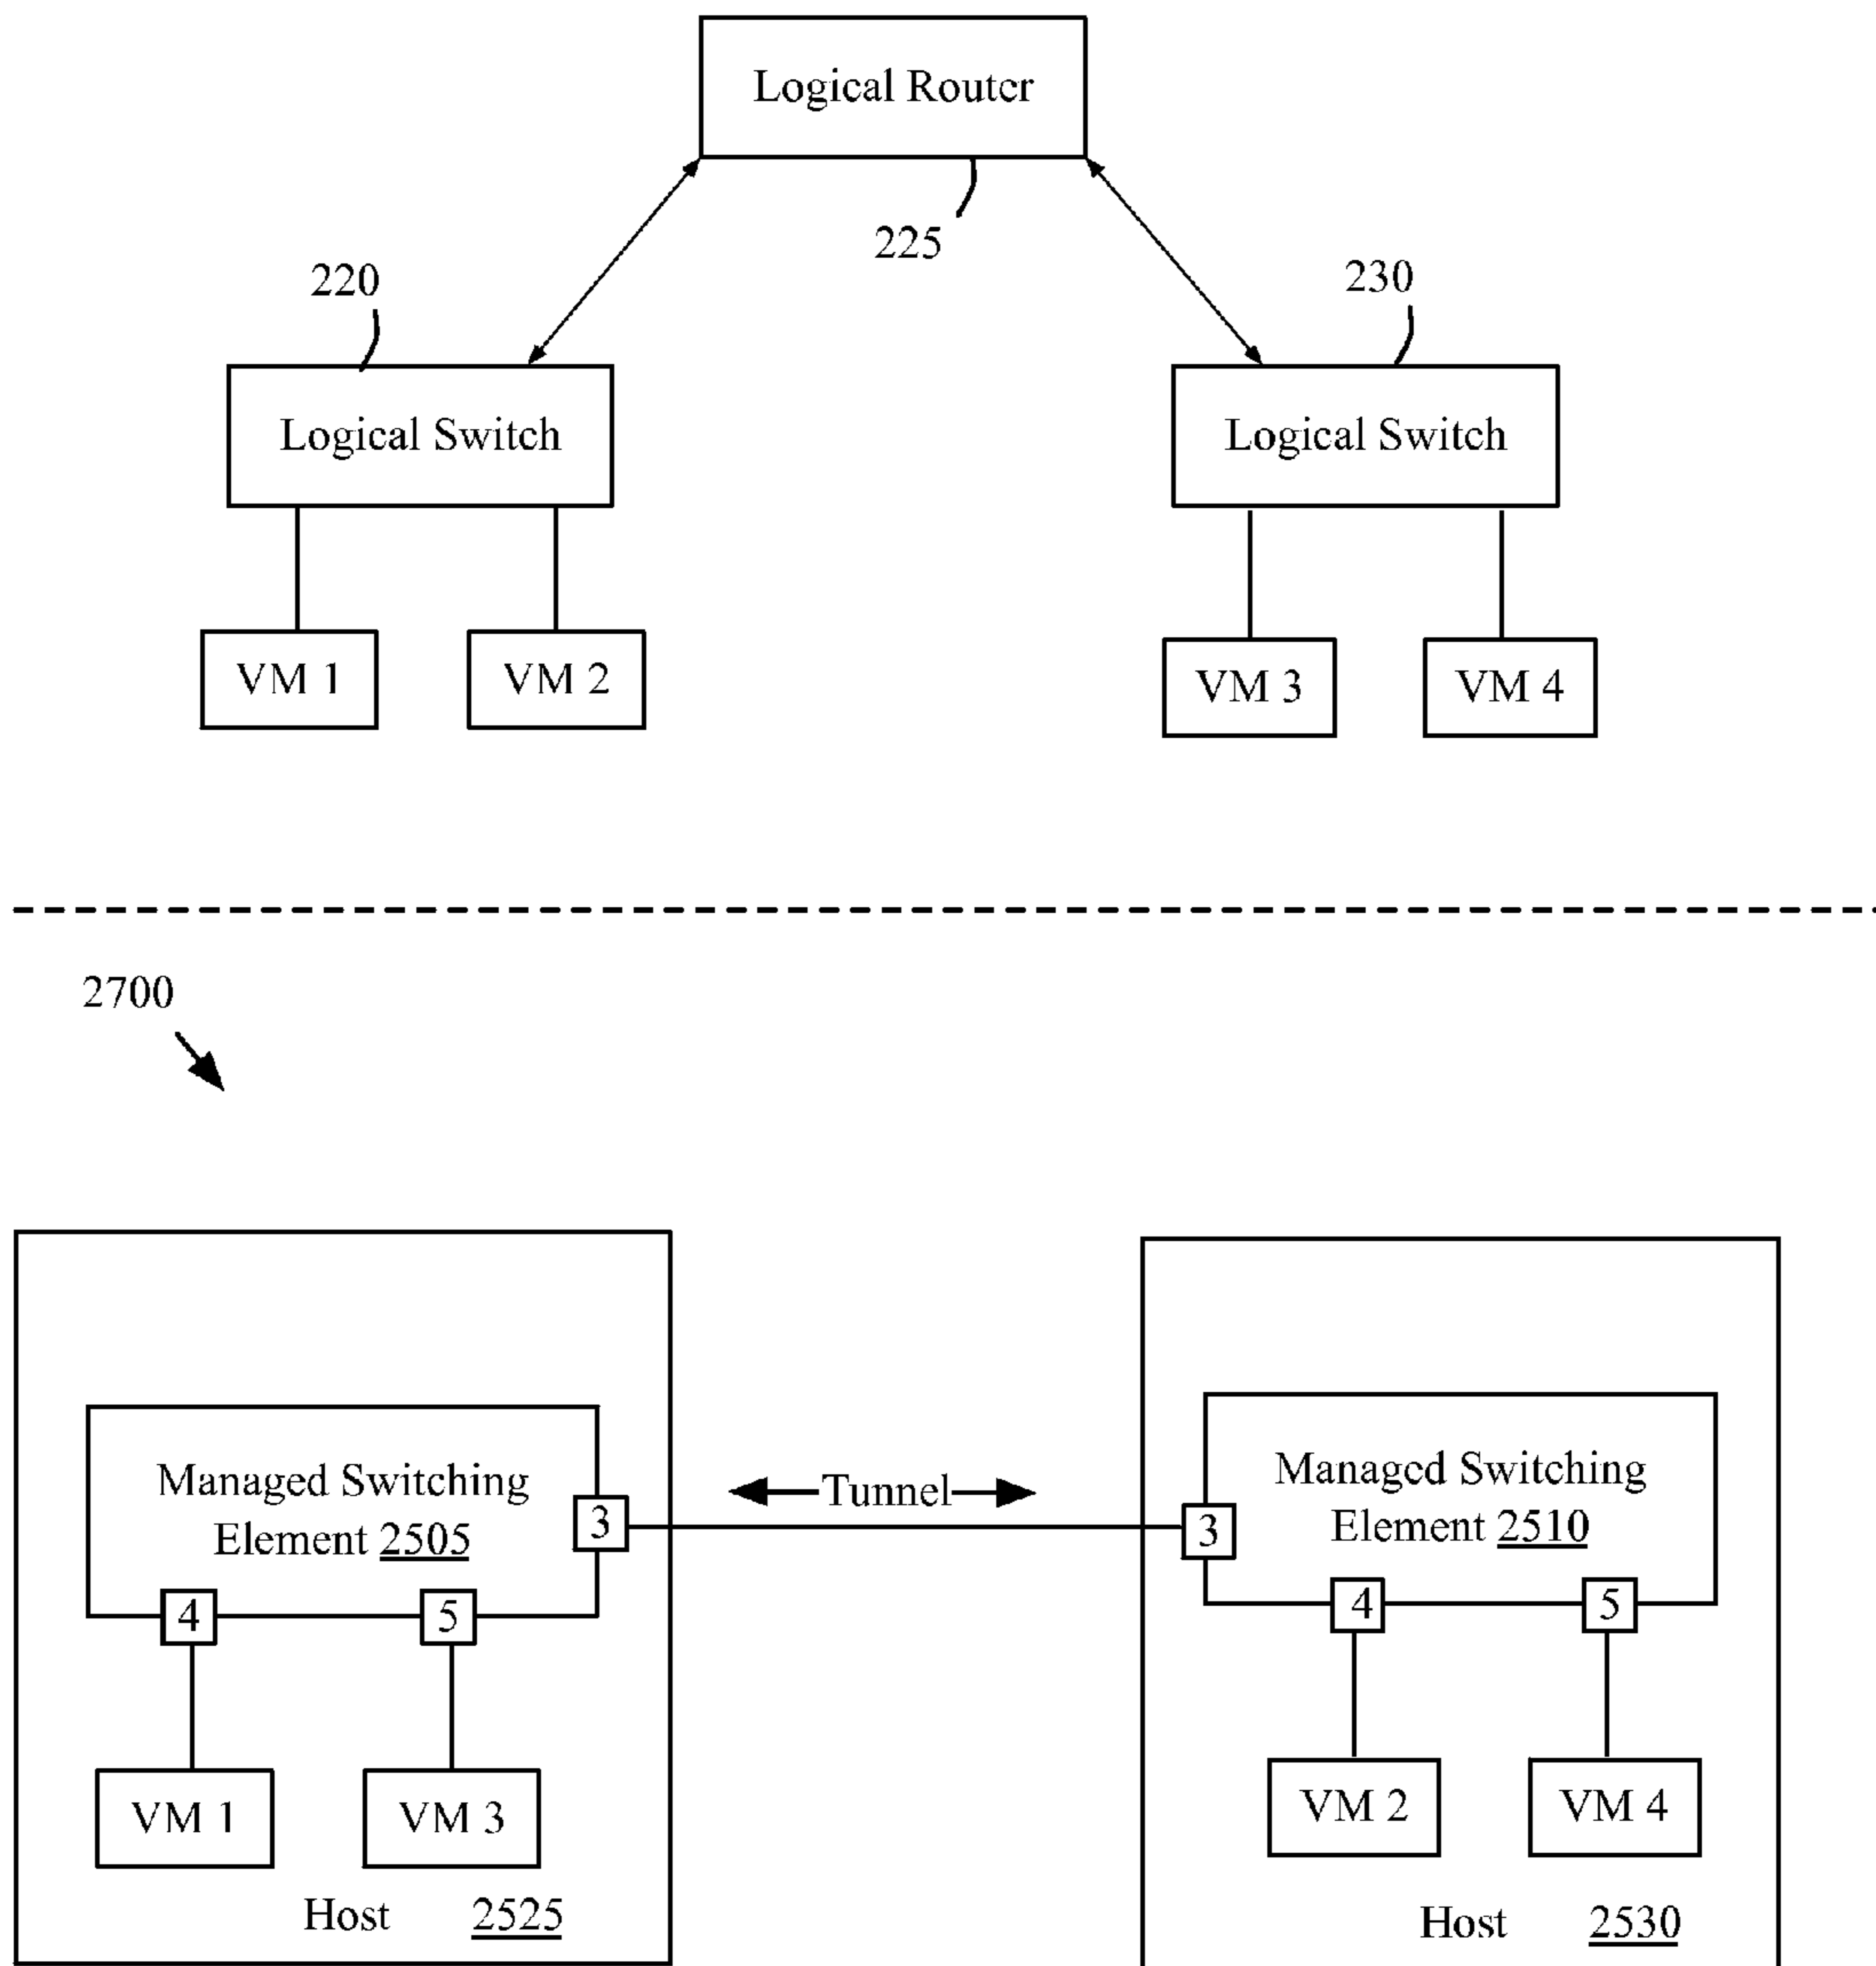 Logical Router
225
220
230
Logical Switch
Logical Switch
VM 1
VM 2
VM 3
VM 4
2700
Managed Switching
Element 2505
3
4
5
Tunnel
Managed Switching
Element 2510
3
4
5
VM 1
VM 3
VM 2
VM 4
Host 2525
Host 2530